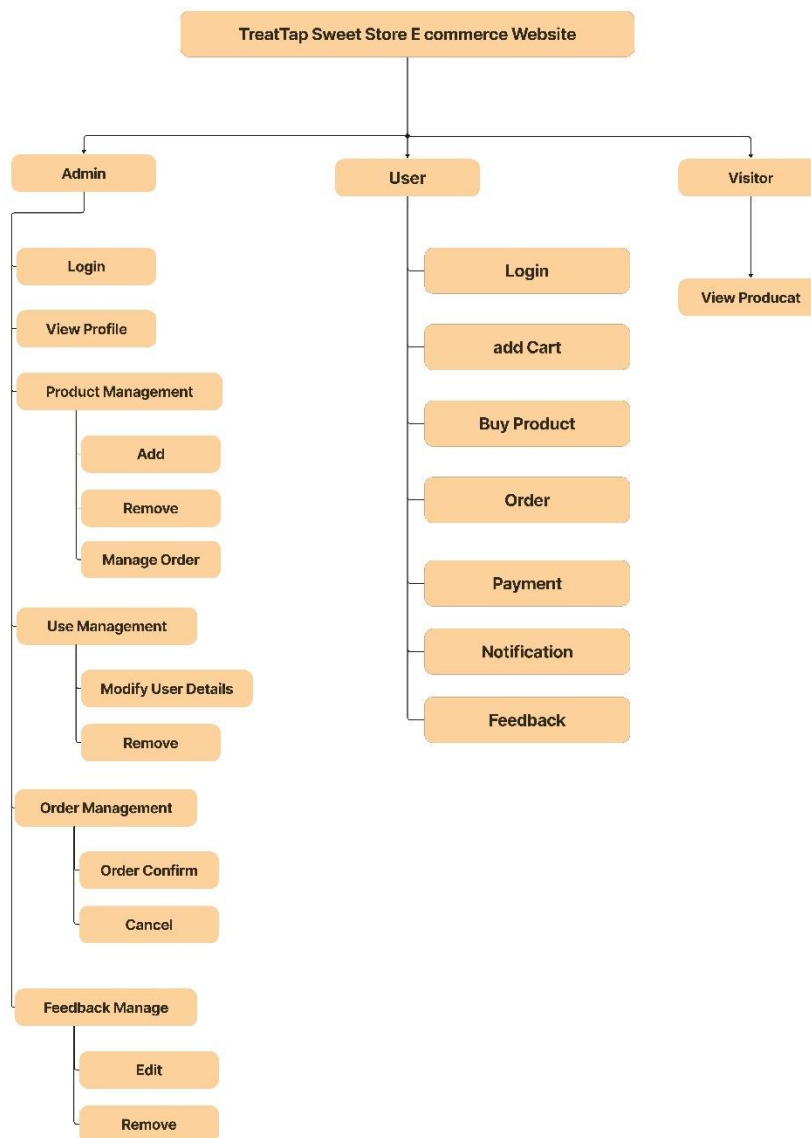 TreatTap Sweet Store E commerce Website
Admin
User
Visitor
Login
View Profile
Product Management
Add
Remove
Manage Order
Use Management
Modify User Details
Remove
Order Management
Order Confirm
Cancel
Feedback Manage
Edit
Remove
Login
add Cart
Buy Product
Order
Payment
Notification
Feedback
View Producat